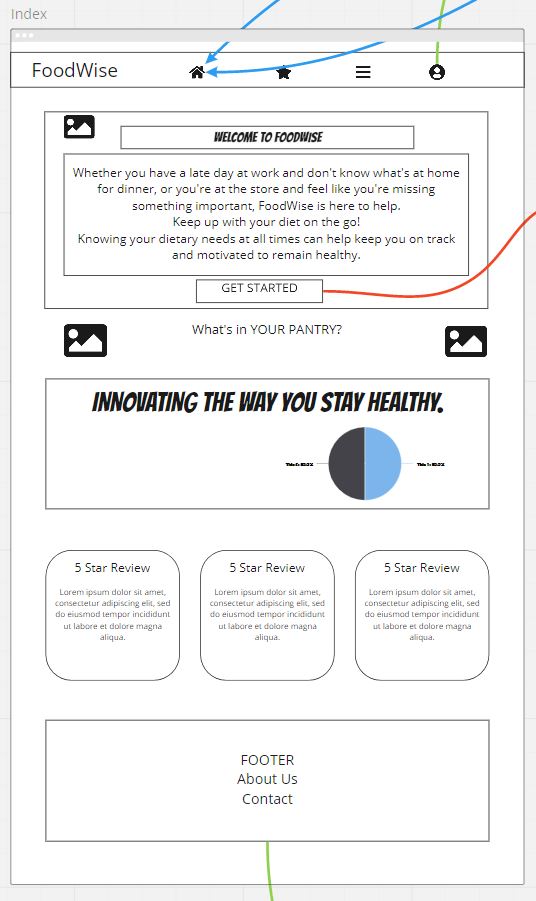 Index
FoodWise
WELCOME TO FOODWISE
Whether you have a late day at work and don't know what's at home
for dinner, or you're at the store and feel like you're missing
something important, FoodWise is here to help.
Keep up with your diet on the go!
Knowing your dietary needs at all times can help keep you on track
and motivated to remain healthy.
GET STARTED
What's in YOUR PANTRY?
INNOVATING THE WAY YOU STAY HEALTHY.
5 Star Review
Lorem ipsum dolor sit amet,
consectetur adipiscing elit, sed
do eiusmod tempor incididunt
ut labore et dolore magna
aliqua.
5 Star Review
Lorem ipsum dolor sit amet,
consectetur adipiscing elit, sed
do eiusmod tempor incididunt
ut labore et dolore magna
aliqua.
5 Star Review
Lorem ipsum dolor sit amet,
consectetur adipiscing elit, sed
do eiusmod tempor incididunt
ut labore et dolore magna
aliqua.
FOOTER
About Us
Contact